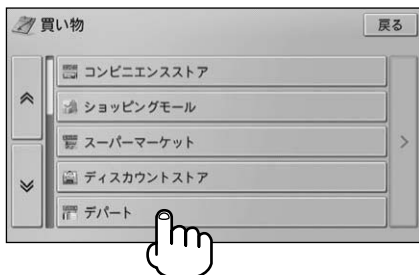 買い物
戻る
コンビニエンスストア
ショッピングモール
スーパーマーケット
ディスカウントストア
デパート